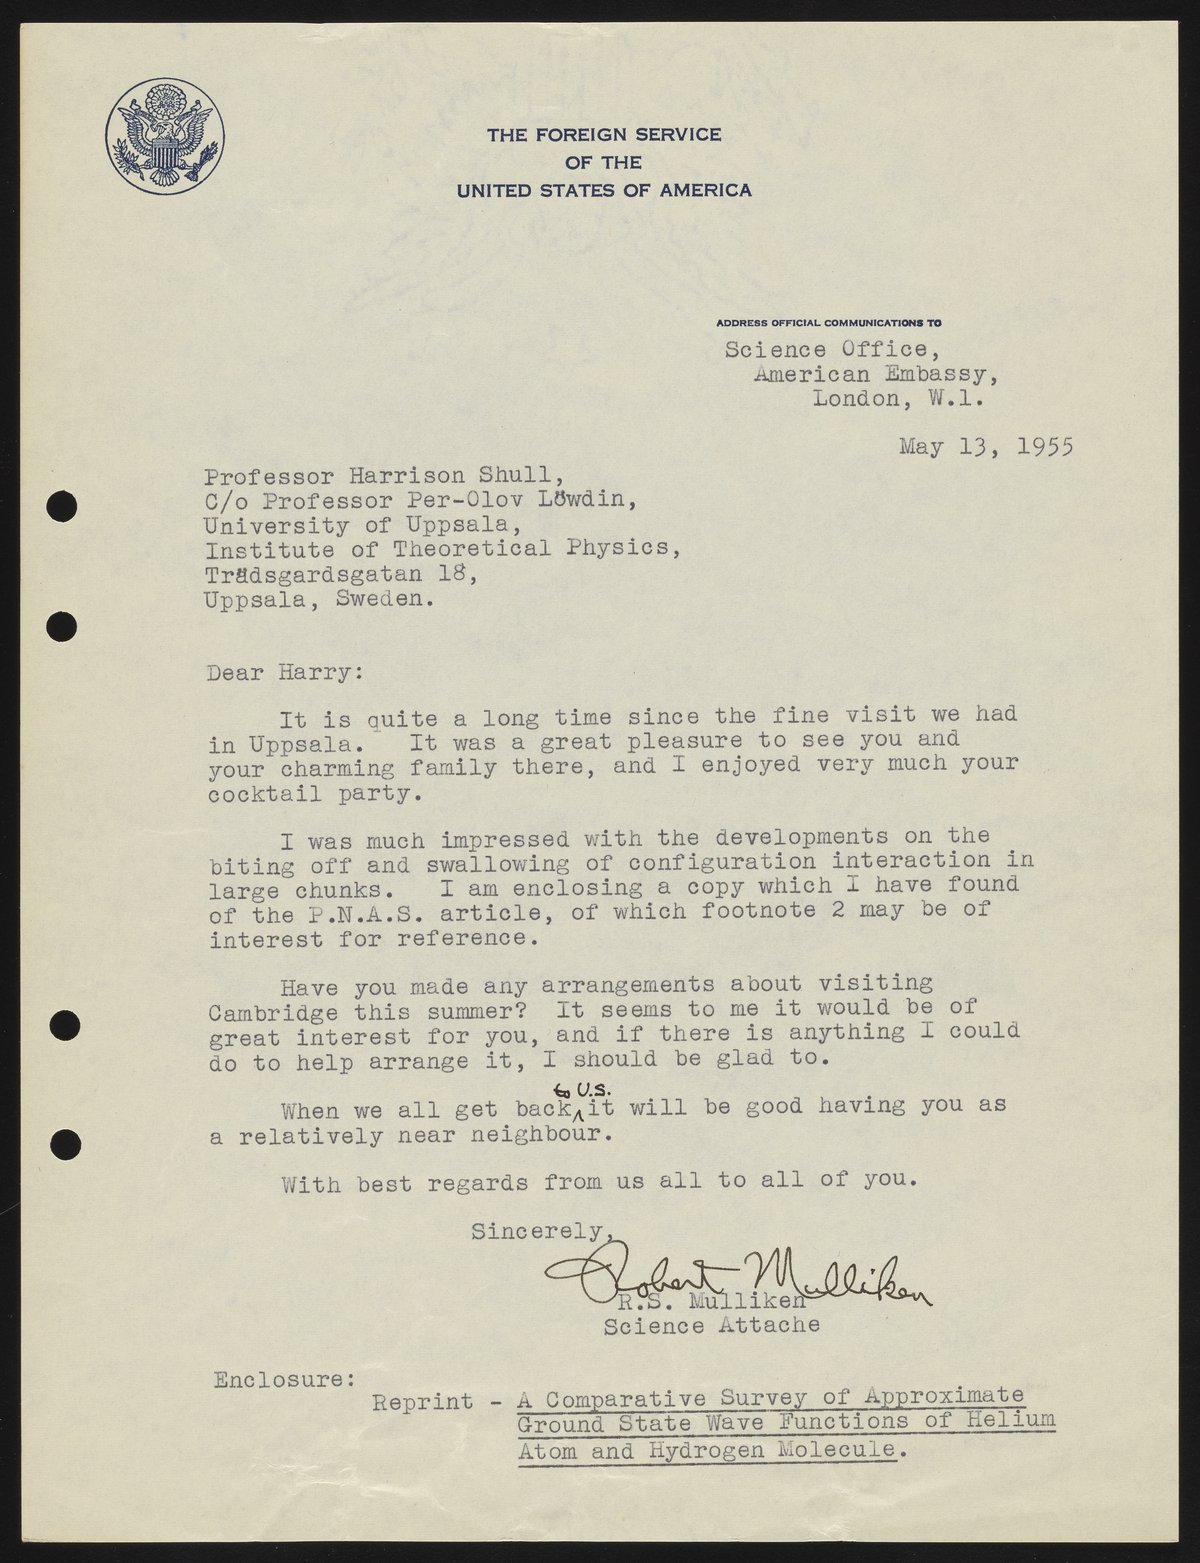 THE FOREIGN SERVICE
OF THE
UNITED STATES OF AMERICA
ADDRESS OFFICIAL COMMUNICATIONS TO
Science Office,
American Embassy,
London, W.1.
May 13, 1955
Professor Harrison Shull,
C/o Professor Per-Olov Löwdin,
University of Uppsala,
Institute of Theoretical Physics,
Trädsgardsgatan 18,
Uppsala, Sweden.
Dear Harry:
It is quite a long time since the fine visit we had
in Uppsala. It was a great pleasure to see you and
your charming family there, and I enjoyed very much your
cocktail party.
I was much impressed with the developments on the
biting off and swallowing of configuration interaction in
large chunks. I am enclosing a copy which I have found
of the P.N.A.S. article, of which footnote 2 may be of
interest for reference.
Have you made any arrangements about visiting
Cambridge this summer? It seems to me it would be of
great interest for you, and if there is anything I could
do to help arrange it, I should be glad to.
to U.S.
When we all get back it will be good having you as
a relatively near neighbour.
With best regards from us all to all of you.
Sincerely,
Robert Mulliken
R.S. Mulliken
Science Attache
Enclosure:
Reprint - A Comparative Survey of Approximate
Ground State Wave Functions of Helium
Atom and Hydrogen Molecule.